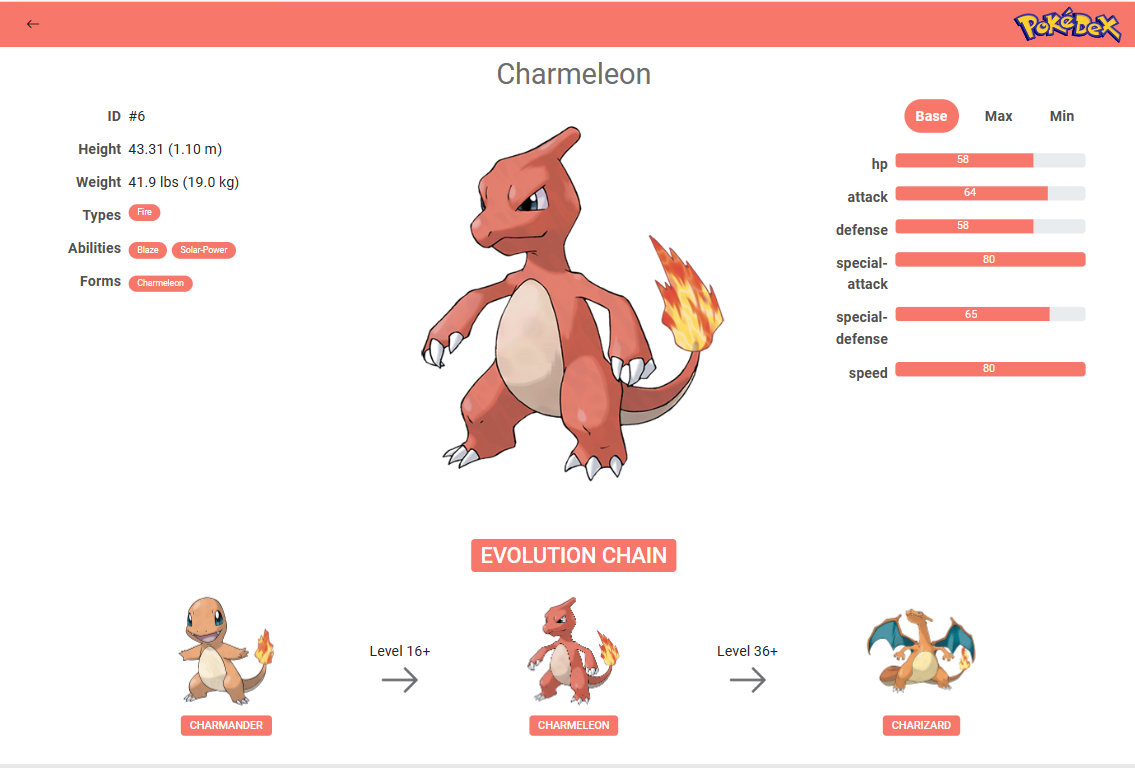 ←
PokéDex
Charmeleon
ID #6
Height 43.31 (1.10 m)
Weight 41.9 lbs (19.0 kg)
Types Fire
Abilities Blaze Solar-Power
Forms Charmeleon
Base Max Min
hp 58
attack 64
defense 58
special- 80
attack
special- 65
defense
speed 80
EVOLUTION CHAIN
Level 16+
Level 36+
CHARMANDER
CHARMELEON
CHARIZARD